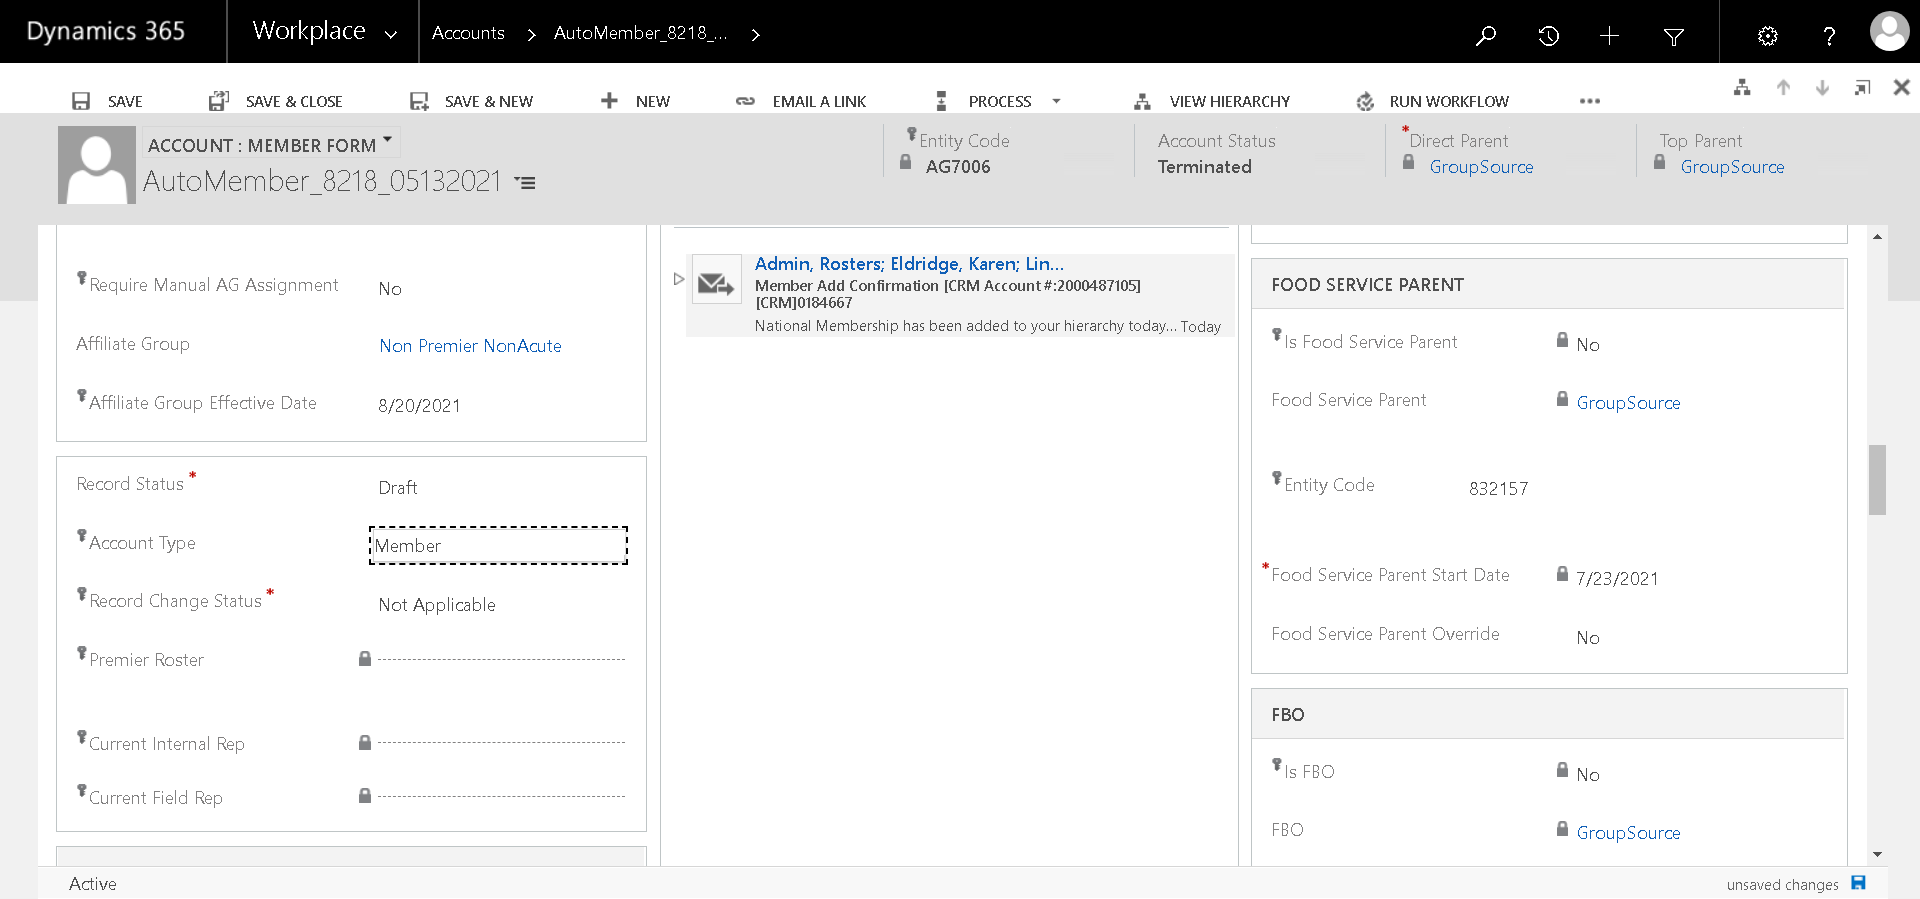 Dynamics 365
Workplace
Accounts
AutoMember_8218_...
SAVE
SAVE & CLOSE
SAVE & NEW
NEW
EMAIL A LINK
PROCESS
VIEW HIERARCHY
RUN WORKFLOW
ACCOUNT : MEMBER FORM
AutoMember_8218_05132021
Entity Code
AG7006
Account Status
Terminated
*Direct Parent
GroupSource
Top Parent
GroupSource
Require Manual AG Assignment No
Affiliate Group Non Premier NonAcute
Affiliate Group Effective Date 8/20/2021
Record Status * Draft
Account Type Member
Record Change Status * Not Applicable
Premier Roster
Current Internal Rep
Current Field Rep
Admin, Rosters; Eldridge, Karen; Lin...
Member Add Confirmation [CRM Account #:2000487105]
[CRM]0184667
National Membership has been added to your hierarchy today... Today
FOOD SERVICE PARENT
Is Food Service Parent No
Food Service Parent GroupSource
Entity Code 832157
*Food Service Parent Start Date 7/23/2021
Food Service Parent Override No
FBO
Is FBO No
FBO GroupSource
Active
unsaved changes